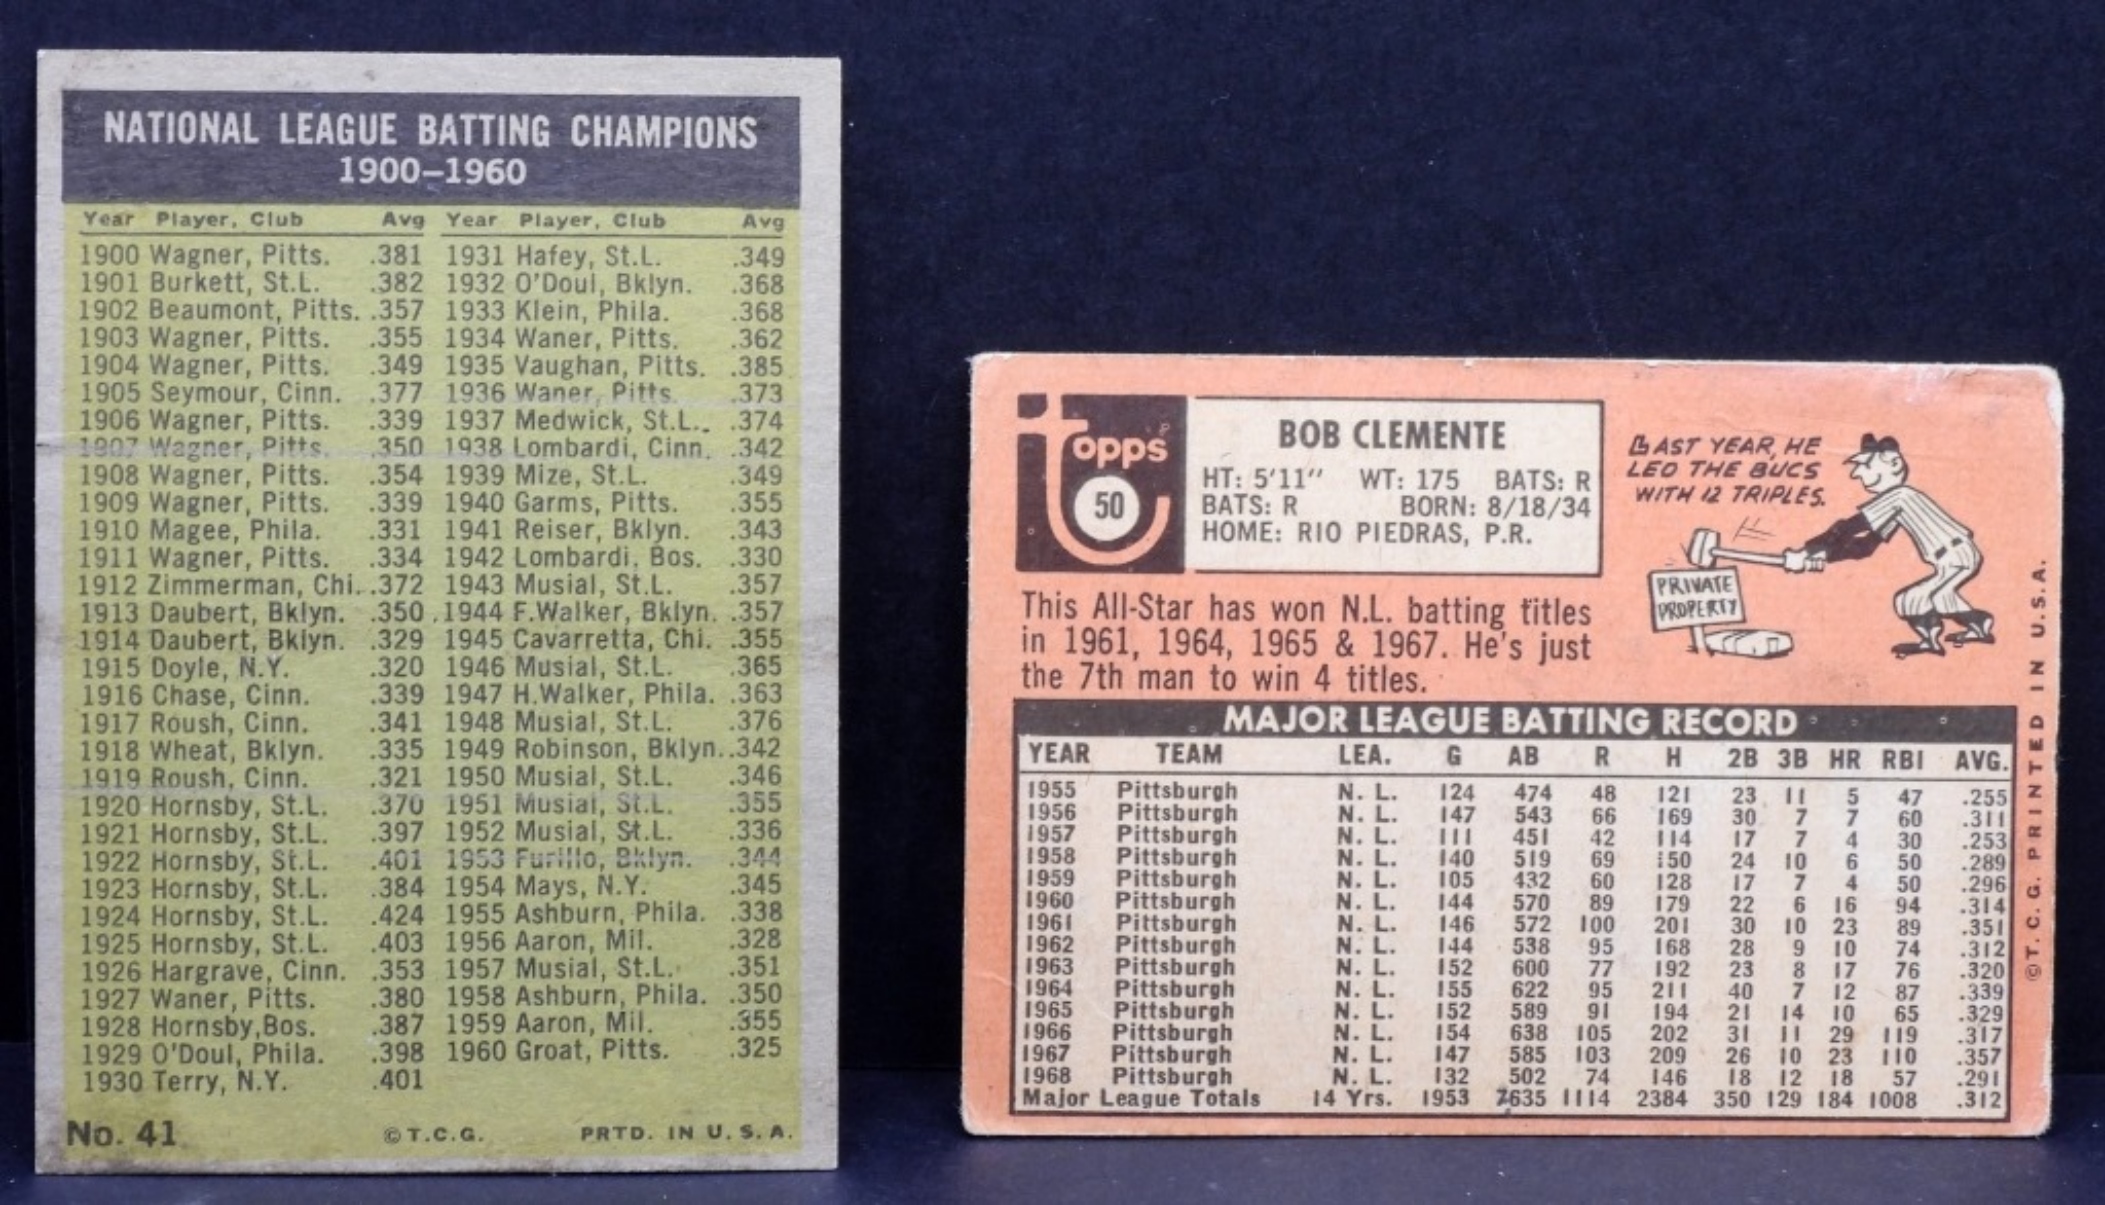 NATIONAL LEAGUE BATTING CHAMPIONS
1900–1960
Year Player, Club Avg Year Player, Club Avg
1900 Wagner, Pitts. .381 1931 Hafey, St.L. .349
1901 Burkett, St.L. .382 1932 O'Doul, Bklyn. .368
1902 Beaumont, Pitts. .357 1933 Klein, Phila. .368
1903 Wagner, Pitts. .355 1934 Waner, Pitts. .362
1904 Wagner, Pitts. .349 1935 Vaughan, Pitts. .385
1905 Seymour, Cinn. .377 1936 Waner, Pitts. .373
1906 Wagner, Pitts. .339 1937 Medwick, St.L. .374
1907 Wagner, Pitts. .350 1938 Lombardi, Cinn. .342
1908 Wagner, Pitts. .354 1939 Mize, St.L. .349
1909 Wagner, Pitts. .339 1940 Garms, Pitts. .355
1910 Magee, Phila. .331 1941 Reiser, Bklyn. .343
1911 Wagner, Pitts. .334 1942 Lombardi, Bos. .330
1912 Zimmerman, Chi. .372 1943 Musial, St.L. .357
1913 Daubert, Bklyn. .350 1944 F.Walker, Bklyn. .357
1914 Daubert, Bklyn. .329 1945 Cavarretta, Chi. .355
1915 Doyle, N.Y. .320 1946 Musial, St.L. .365
1916 Chase, Cinn. .339 1947 H.Walker, Phila. .363
1917 Roush, Cinn. .341 1948 Musial, St.L. .376
1918 Wheat, Bklyn. .335 1949 Robinson, Bklyn. .342
1919 Roush, Cinn. .321 1950 Musial, St.L. .346
1920 Hornsby, St.L. .370 1951 Musial, St.L. .355
1921 Hornsby, St.L. .397 1952 Musial, St.L. .336
1922 Hornsby, St.L. .401 1953 Furillo, Bklyn. .344
1923 Hornsby, St.L. .384 1954 Mays, N.Y. .345
1924 Hornsby, St.L. .424 1955 Ashburn, Phila. .338
1925 Hornsby, St.L. .403 1956 Aaron, Mil. .328
1926 Hargrave, Cinn. .353 1957 Musial, St.L. .351
1927 Waner, Pitts. .380 1958 Ashburn, Phila. .350
1928 Hornsby,Bos. .387 1959 Aaron, Mil. .355
1929 O'Doul, Phila. .398 1960 Groat, Pitts. .325
1930 Terry, N.Y. .401
No. 41 ©T.C.G. PRTD. IN U.S.A.
topps
50
BOB CLEMENTE
HT: 5'11" WT: 175 BATS: R
BATS: R BORN: 8/18/34
HOME: RIO PIEDRAS, P.R.
LAST YEAR, HE
LED THE BUCS
WITH 12 TRIPLES.
PRIVATE
PROPERTY
This All-Star has won N.L. batting titles
in 1961, 1964, 1965 & 1967. He's just
the 7th man to win 4 titles.
MAJOR LEAGUE BATTING RECORD
YEAR TEAM LEA. G AB R H 2B 3B HR RBI AVG.
1955 Pittsburgh N. L. 124 474 48 121 23 11 5 47 .255
1956 Pittsburgh N. L. 147 543 66 169 30 7 7 60 .311
1957 Pittsburgh N. L. 111 451 42 114 17 7 4 30 .253
1958 Pittsburgh N. L. 140 519 69 150 24 10 6 50 .289
1959 Pittsburgh N. L. 105 432 60 128 17 7 4 50 .296
1960 Pittsburgh N. L. 144 570 89 179 22 6 16 94 .314
1961 Pittsburgh N. L. 146 572 100 201 30 10 23 89 .351
1962 Pittsburgh N. L. 144 538 95 168 28 9 10 74 .312
1963 Pittsburgh N. L. 152 600 77 192 23 8 17 76 .320
1964 Pittsburgh N. L. 155 622 95 211 40 7 12 87 .339
1965 Pittsburgh N. L. 152 589 91 194 21 14 10 65 .329
1966 Pittsburgh N. L. 154 638 105 202 31 11 29 119 .317
1967 Pittsburgh N. L. 147 585 103 209 26 10 23 110 .357
1968 Pittsburgh N. L. 132 502 74 146 18 12 18 57 .291
Major League Totals 14 Yrs. 1953 7635 1114 2384 350 129 184 1008 .312
©T. C. G. PRINTED IN U.S.A.